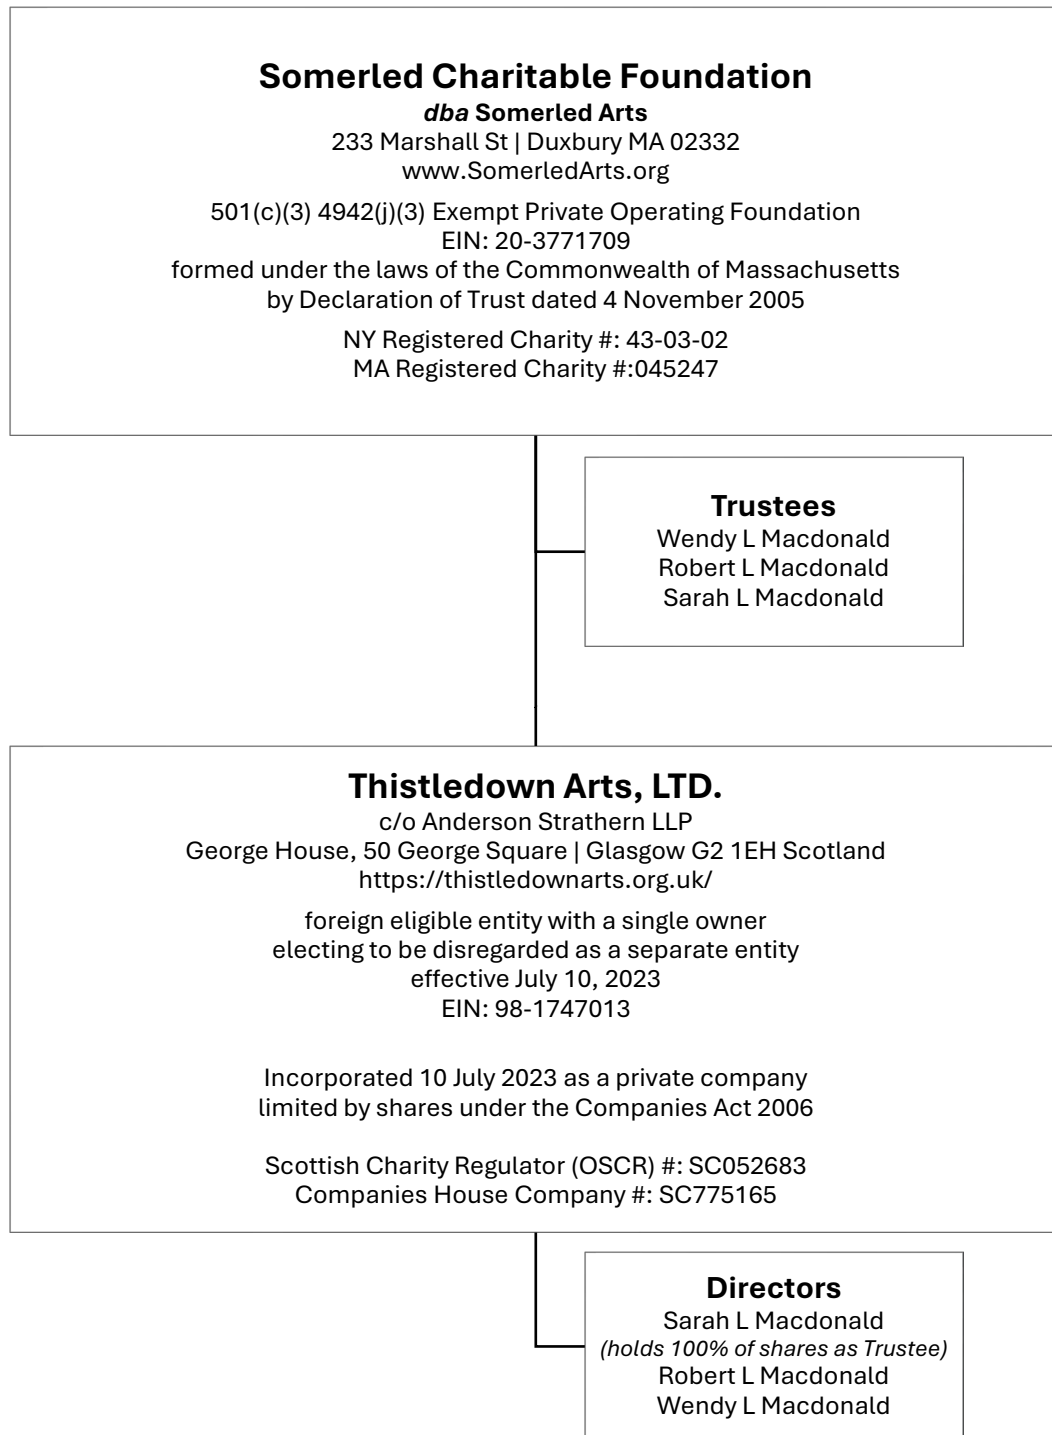 Somerled Charitable Foundation
dba Somerled Arts
233 Marshall St | Duxbury MA 02332
www.SomerledArts.org
501(c)(3) 4942(j)(3) Exempt Private Operating Foundation
EIN: 20-3771709
formed under the laws of the Commonwealth of Massachusetts
by Declaration of Trust dated 4 November 2005
NY Registered Charity #: 43-03-02
MA Registered Charity #:045247
Trustees
Wendy L Macdonald
Robert L Macdonald
Sarah L Macdonald
Thistledown Arts, LTD.
c/o Anderson Strathern LLP
George House, 50 George Square | Glasgow G2 1EH Scotland
https://thistledownarts.org.uk/
foreign eligible entity with a single owner
electing to be disregarded as a separate entity
effective July 10, 2023
EIN: 98-1747013
Incorporated 10 July 2023 as a private company
limited by shares under the Companies Act 2006
Scottish Charity Regulator (OSCR) #: SC052683
Companies House Company #: SC775165
Directors
Sarah L Macdonald
(holds 100% of shares as Trustee)
Robert L Macdonald
Wendy L Macdonald